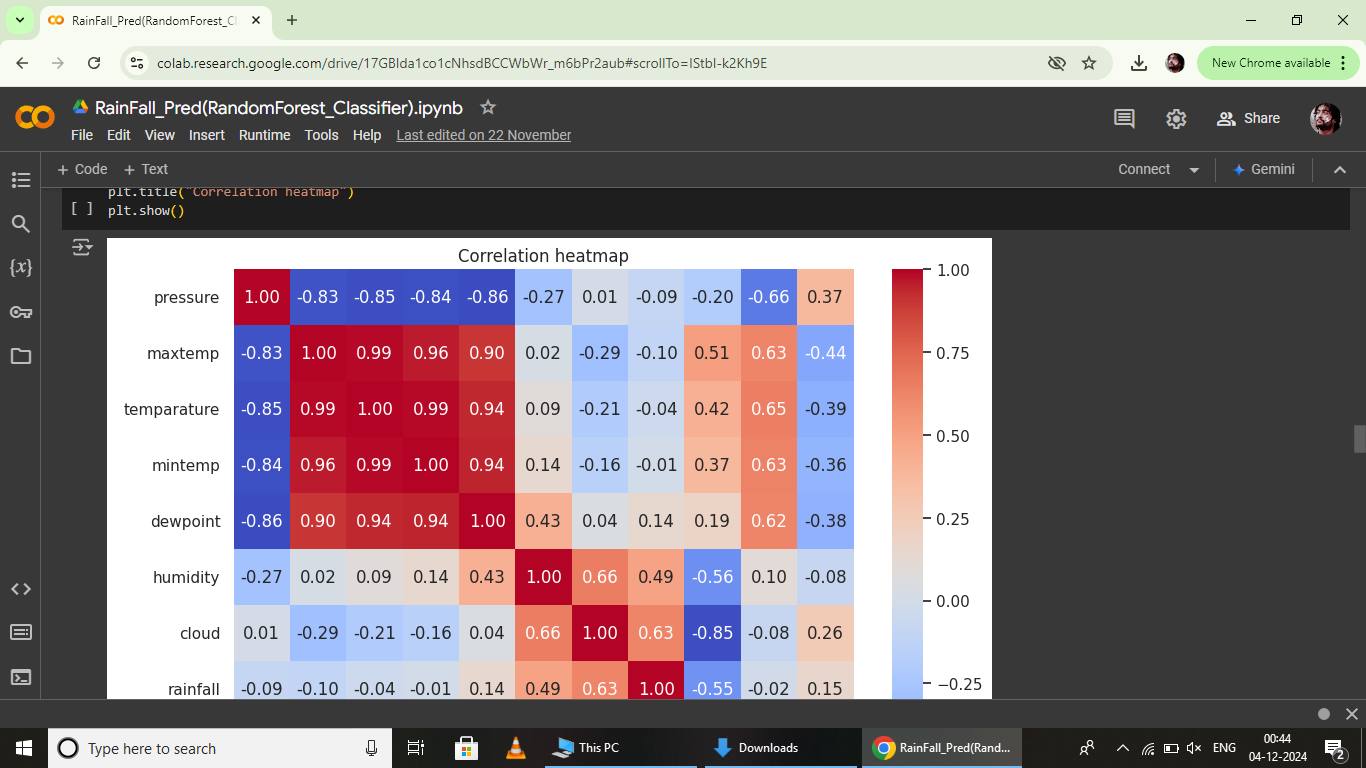 RainFall_Pred(RandomForest_Cl
colab.research.google.com/drive/17GBIda1co1cNhsdBCCWbWr_m6bPr2aub#scrollTo=IStbI-k2Kh9E
New Chrome available
RainFall_Pred(RandomForest_Classifier).ipynb
File Edit View Insert Runtime Tools Help Last edited on 22 November
Share
+ Code + Text
Connect
Gemini
plt.title("Correlation heatmap")
[ ] plt.show()
Correlation heatmap
pressure 1.00 -0.83 -0.85 -0.84 -0.86 -0.27 0.01 -0.09 -0.20 -0.66 0.37
maxtemp -0.83 1.00 0.99 0.96 0.90 0.02 -0.29 -0.10 0.51 0.63 -0.44
temparature -0.85 0.99 1.00 0.99 0.94 0.09 -0.21 -0.04 0.42 0.65 -0.39
mintemp -0.84 0.96 0.99 1.00 0.94 0.14 -0.16 -0.01 0.37 0.63 -0.36
dewpoint -0.86 0.90 0.94 0.94 1.00 0.43 0.04 0.14 0.19 0.62 -0.38
humidity -0.27 0.02 0.09 0.14 0.43 1.00 0.66 0.49 -0.56 0.10 -0.08
cloud 0.01 -0.29 -0.21 -0.16 0.04 0.66 1.00 0.63 -0.85 -0.08 0.26
rainfall -0.09 -0.10 -0.04 -0.01 0.14 0.49 0.63 1.00 -0.55 -0.02 0.15
1.00
0.75
0.50
0.25
0.00
−0.25
Type here to search
This PC
Downloads
RainFall_Pred(Rand...
ENG
00:44
04-12-2024
2